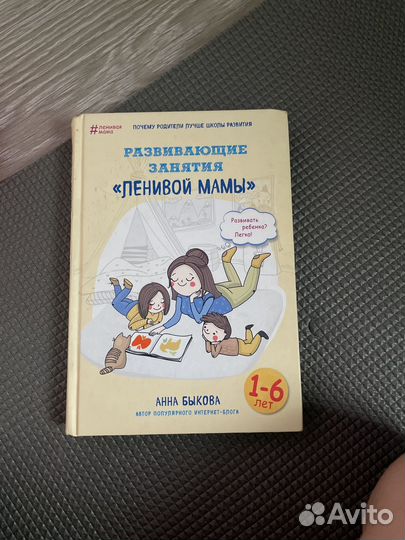 #ленивая
мама
ПОЧЕМУ РОДИТЕЛИ ЛУЧШЕ ШКОЛЫ РАЗВИТИЯ
РАЗВИВАЮЩИЕ
ЗАНЯТИЯ
«ЛЕНИВОЙ МАМЫ»
Развивать
ребенка?
Легко!
1-6
лет
АННА БЫКОВА
АВТОР ПОПУЛЯРНОГО ИНТЕРНЕТ-БЛОГА
Avito